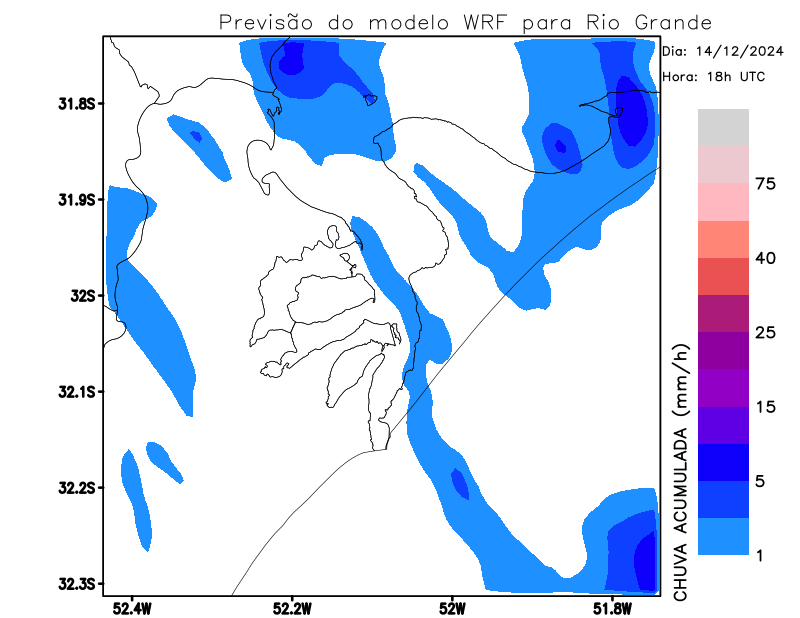 Previsão do modelo WRF para Rio Grande
Dia: 14/12/2024
Hora: 18h UTC
31.8S
31.9S
32S
32.1S
32.2S
32.3S
52.4W
52.2W
52W
51.8W
75
40
25
15
5
1
CHUVA ACUMULADA (mm/h)